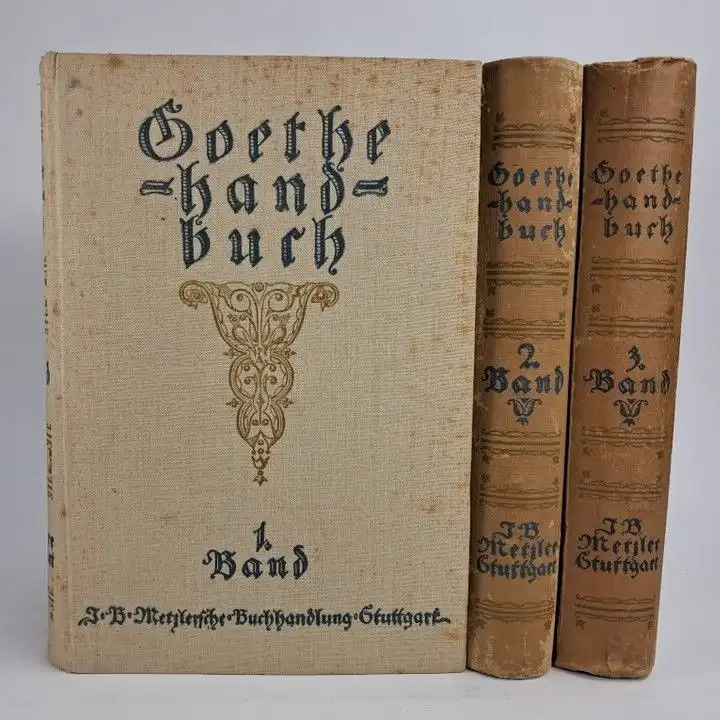 Goethe
=hand=
buch
1.
Band
J·B·Metzlersche·Buchhandlung·Stuttgart
Goethe
=hand=
buch
2.
Band
J B
Metzler
Stuttgart
Goethe
=hand=
buch
3.
Band
J B
Metzler
Stuttgart